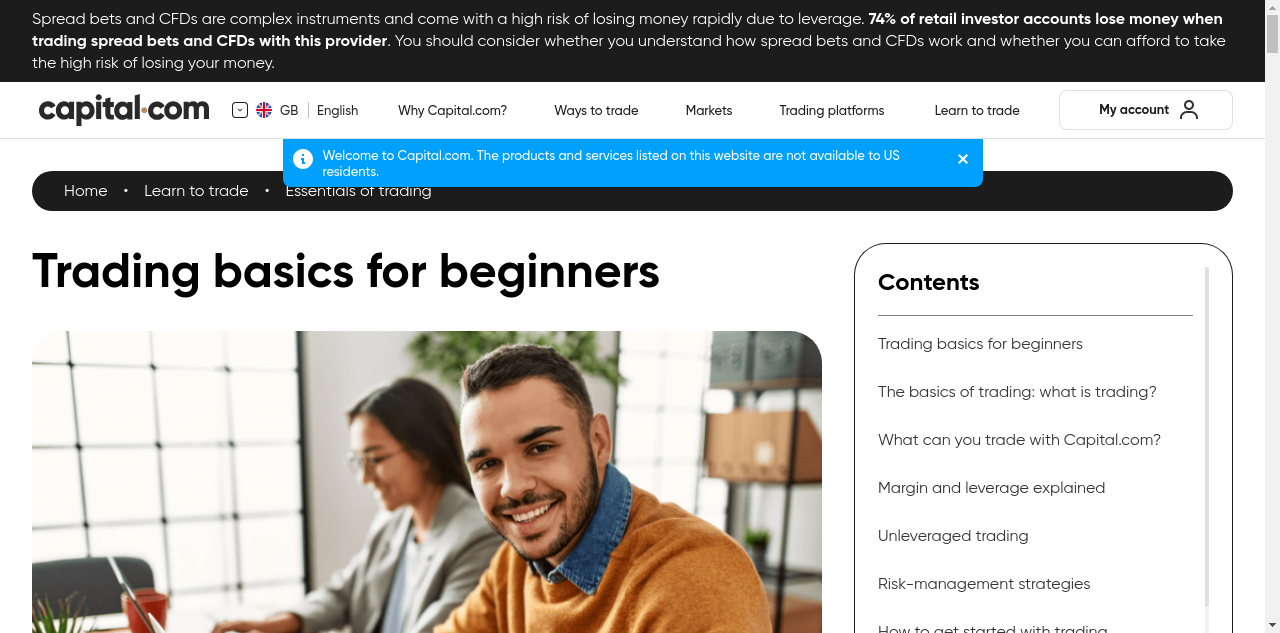 Spread bets and CFDs are complex instruments and come with a high risk of losing money rapidly due to leverage. 74% of retail investor accounts lose money when
trading spread bets and CFDs with this provider. You should consider whether you understand how spread bets and CFDs work and whether you can afford to take
the high risk of losing your money.
capital.com
GB English
Why Capital.com?
Ways to trade
Markets
Trading platforms
Learn to trade
My account
Welcome to Capital.com. The products and services listed on this website are not available to US
residents.
Home • Learn to trade • Essentials of trading
Trading basics for beginners
Contents
Trading basics for beginners
The basics of trading: what is trading?
What can you trade with Capital.com?
Margin and leverage explained
Unleveraged trading
Risk-management strategies
How to get started with trading